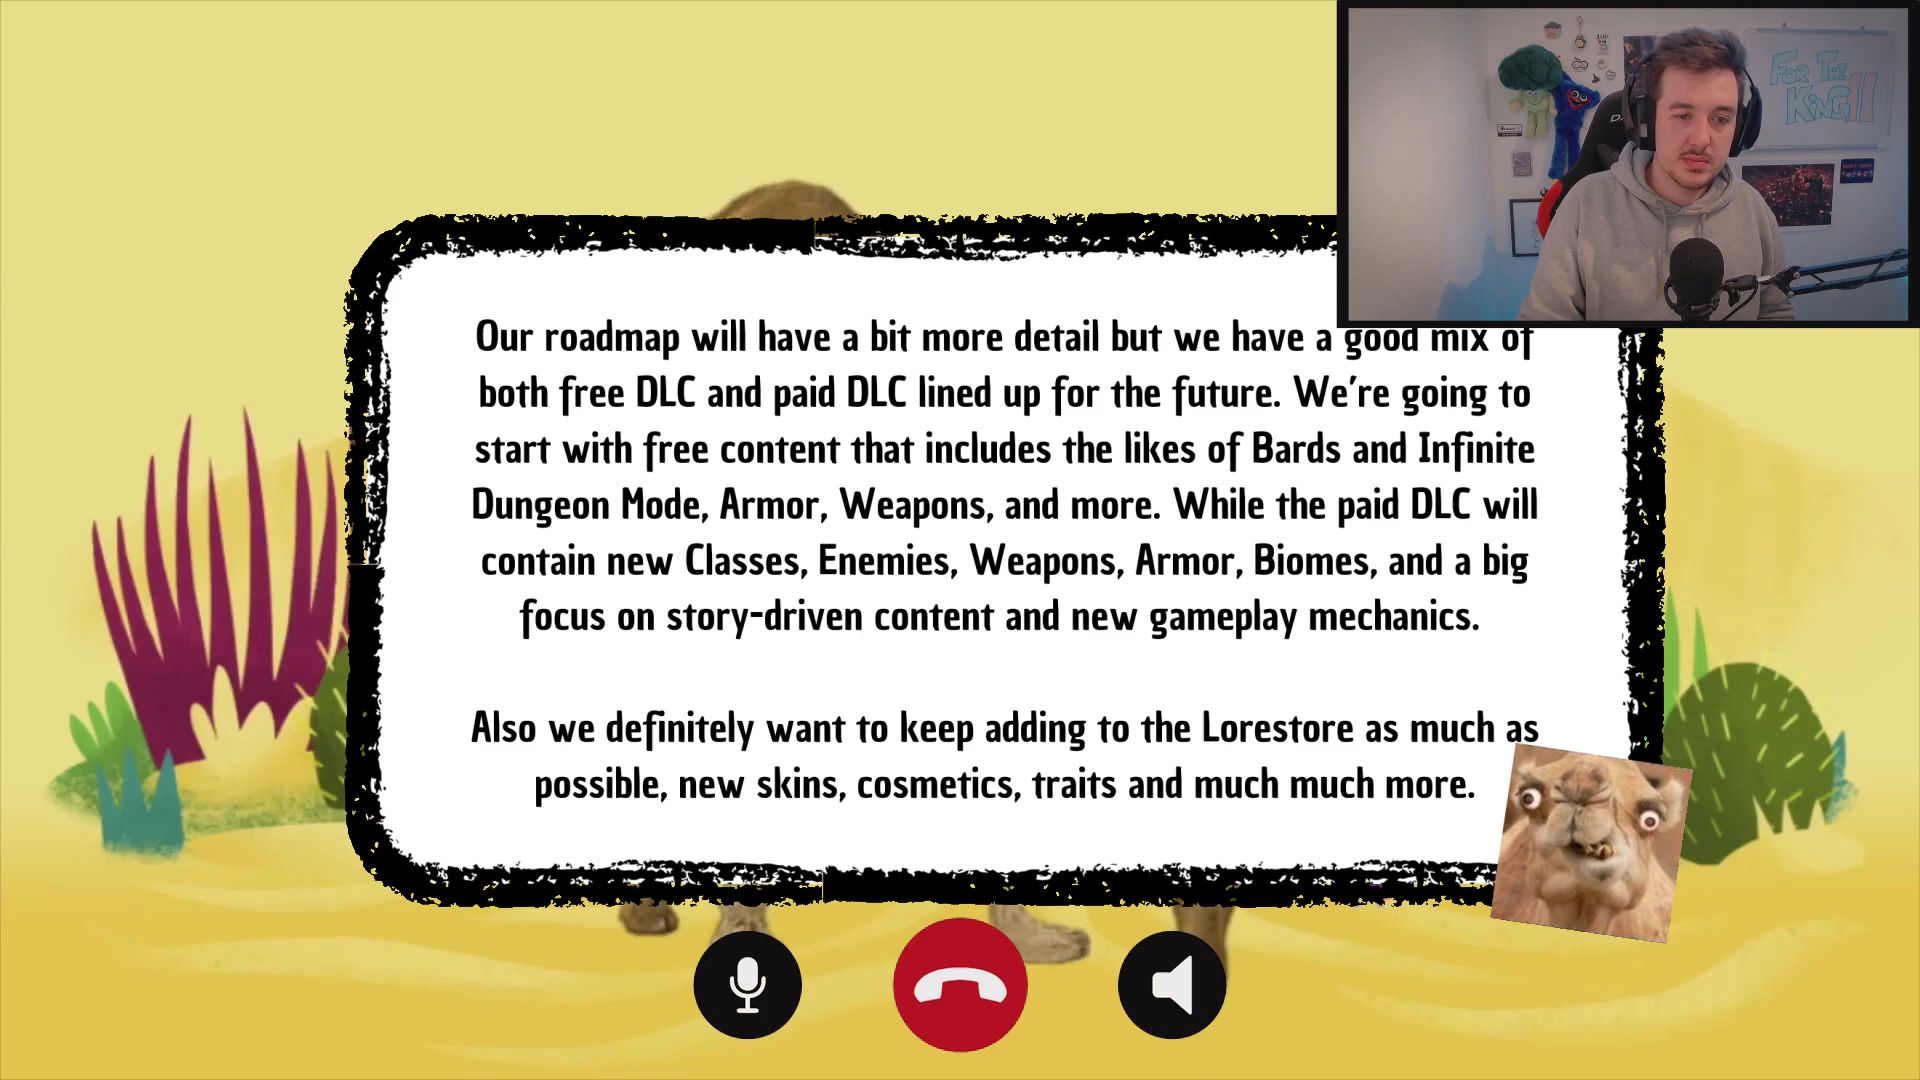 FOR THE
KING II
Our roadmap will have a bit more detail but we have a good mix of
both free DLC and paid DLC lined up for the future. We're going to
start with free content that includes the likes of Bards and Infinite
Dungeon Mode, Armor, Weapons, and more. While the paid DLC will
contain new Classes, Enemies, Weapons, Armor, Biomes, and a big
focus on story-driven content and new gameplay mechanics.
Also we definitely want to keep adding to the Lorestore as much as
possible, new skins, cosmetics, traits and much much more.